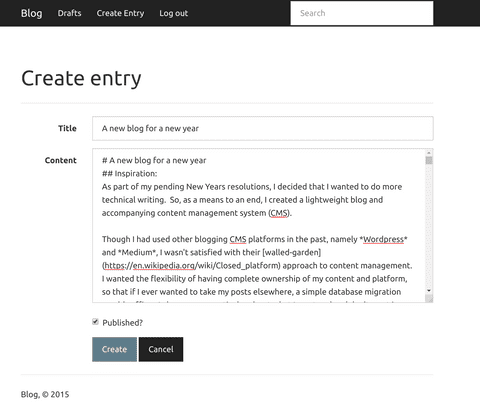 Blog Drafts Create Entry Log out Search
Create entry
Title A new blog for a new year
Content # A new blog for a new year
## Inspiration:
As part of my pending New Years resolutions, I decided that I wanted to do more
technical writing. So, as a means to an end, I created a lightweight blog and
accompanying content management system (CMS).
Though I had used other blogging CMS platforms in the past, namely *Wordpress*
and *Medium*, I wasn't satisfied with their [walled-garden]
(https://en.wikipedia.org/wiki/Closed_platform) approach to content management.
I wanted the flexibility of having complete ownership of my content and platform,
so that if I ever wanted to take my posts elsewhere, a simple database migration
Published?
Create Cancel
Blog, © 2015